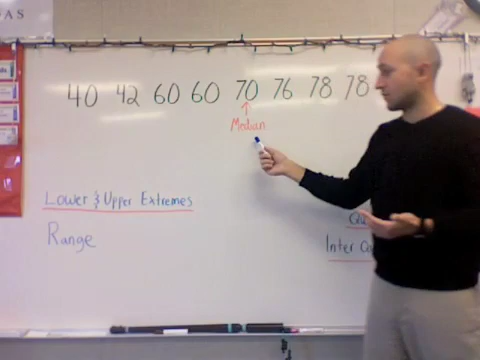 40 42 60 60 70 76 78 78
Median
Lower & Upper Extremes
Range
Inter